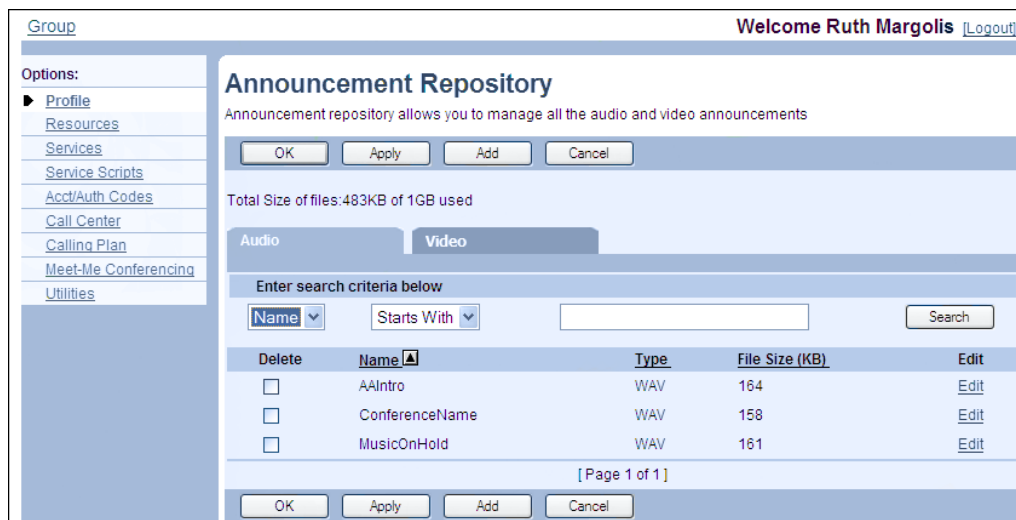 Group
Welcome Ruth Margolis [Logout]
Options:
Profile
Resources
Services
Service Scripts
Acct/Auth Codes
Call Center
Calling Plan
Meet-Me Conferencing
Utilities
Announcement Repository
Announcement repository allows you to manage all the audio and video announcements
OK Apply Add Cancel
Total Size of files:483KB of 1GB used
Audio Video
Enter search criteria below
Name Starts With Search
Delete Name Type File Size (KB) Edit
AAIntro WAV 164 Edit
ConferenceName WAV 158 Edit
MusicOnHold WAV 161 Edit
[ Page 1 of 1 ]
OK Apply Add Cancel